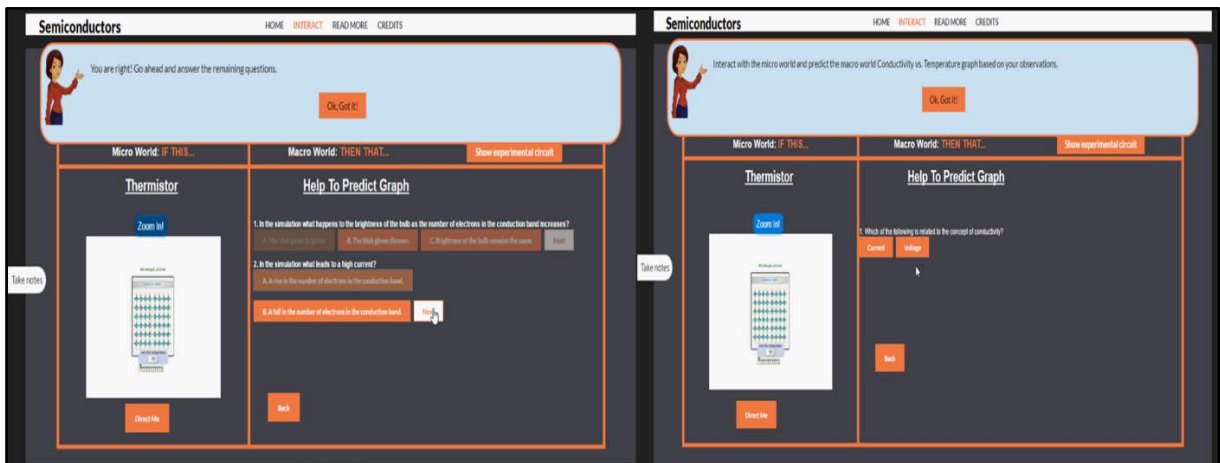 Semiconductors
HOME INTERACT READ MORE CREDITS
You are right! Go ahead and answer the remaining questions.
Ok, Got it!
Micro World: IF THIS...
Macro World: THEN THAT...
Show experimental circuit
Thermistor
Zoom In!
Take notes
Direct Me
Help To Predict Graph
1. In the simulation what happens to the brightness of the bulb as the number of electrons in the conduction band increases?
A. The blub glows brighter.
B. The blub glows dimmer.
C. Brightness of the bulb remains the same.
Next
2. In the simulation what leads to a high current?
A. A rise in the number of electrons in the conduction band.
B. A fall in the number of electrons in the conduction band.
Next
Back
Semiconductors
HOME INTERACT READ MORE CREDITS
Interact with the micro world and predict the macro world Conductivity vs. Temperature graph based on your observations.
Ok, Got it!
Micro World: IF THIS...
Macro World: THEN THAT...
Show experimental circuit
Thermistor
Zoom In!
Take notes
Direct Me
Help To Predict Graph
1. Which of the following is related to the concept of conductivity?
Current
Voltage
Back